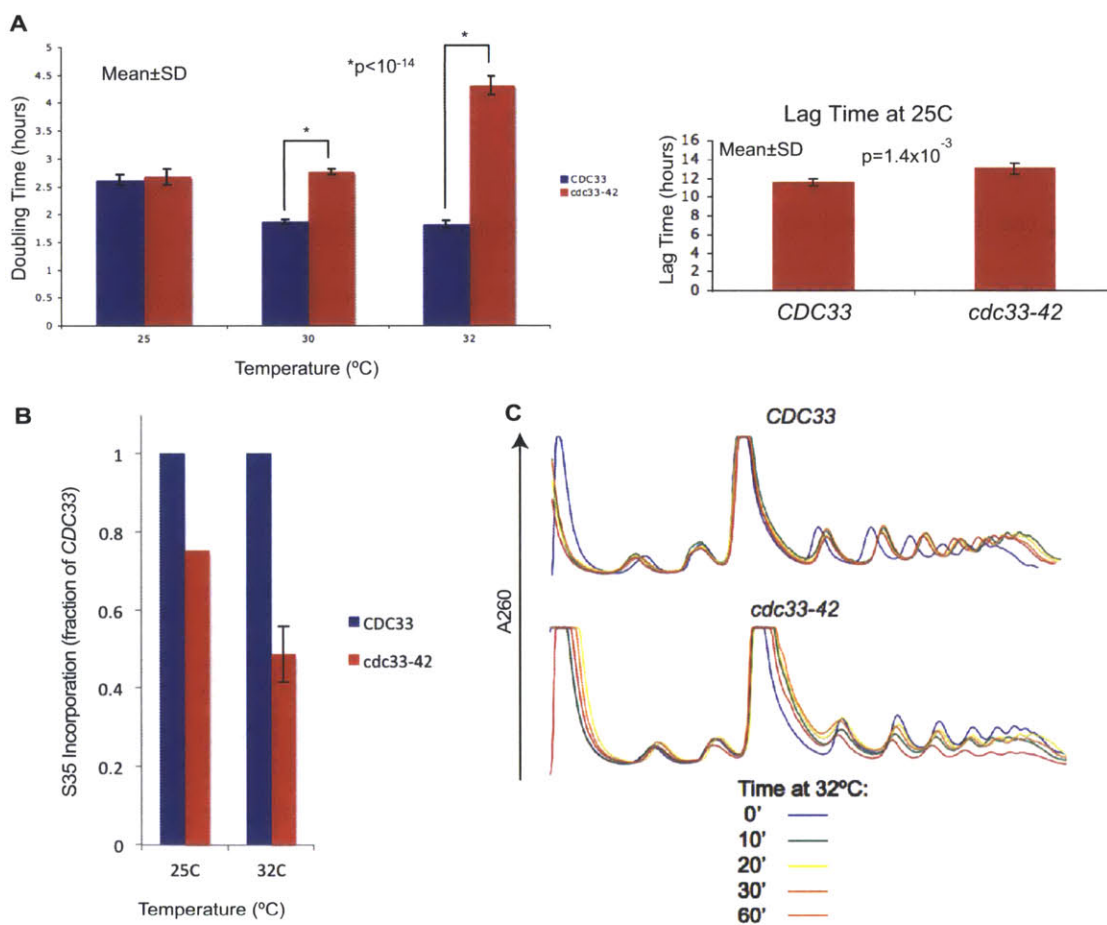 A
Doubling Time (hours)
5
4.5
4
3.5
3
2.5
2
1.5
1
0.5
0
Mean±SD
*p<10-14
*
*
25
30
32
Temperature (ºC)
CDC33
cdc33-42
Lag Time at 25C
Lag Time (hours)
16
14
12
10
8
6
4
2
0
Mean±SD
p=1.4x10-3
CDC33
cdc33-42
B
S35 Incorporation (fraction of CDC33)
1
0.8
0.6
0.4
0.2
0
25C
32C
Temperature (ºC)
CDC33
cdc33-42
C
A260
CDC33
cdc33-42
Time at 32ºC:
0'
10'
20'
30'
60'